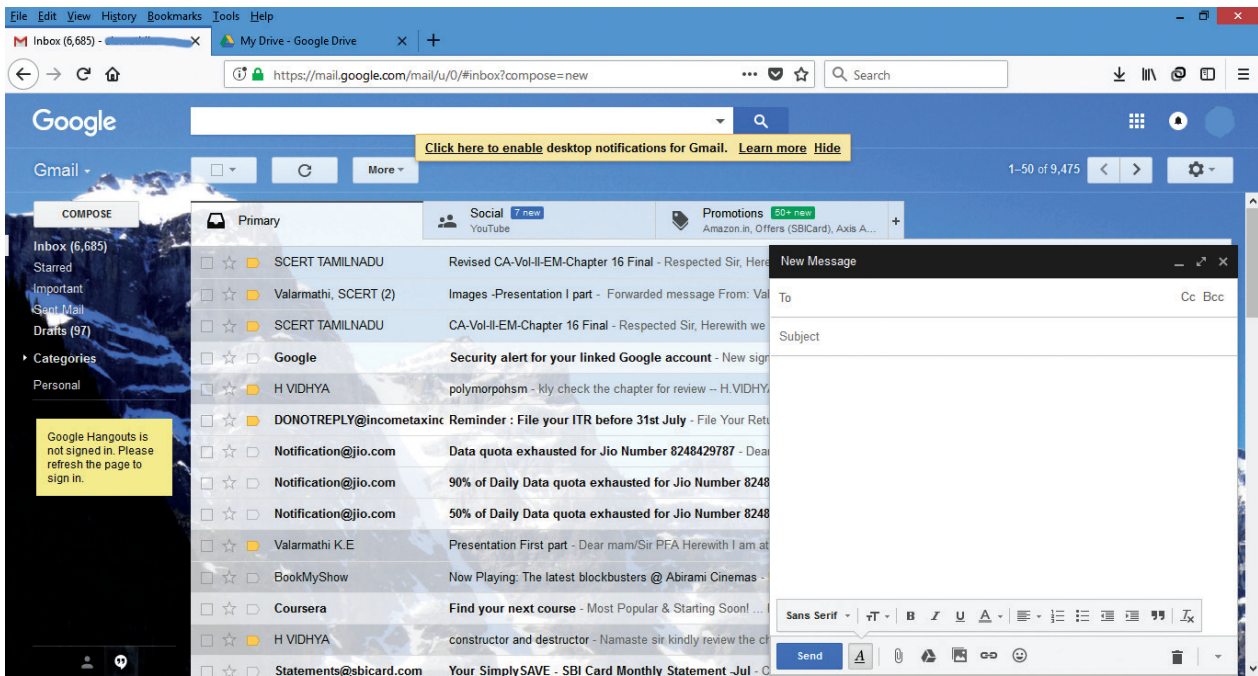 File Edit View History Bookmarks Tools Help
Inbox (6,685) -
My Drive - Google Drive
https://mail.google.com/mail/u/0/#inbox?compose=new
Search
Google
Click here to enable desktop notifications for Gmail. Learn more Hide
Gmail
More
1–50 of 9,475
COMPOSE
Inbox (6,685)
Starred
Important
Sent Mail
Drafts (97)
Categories
Personal
Google Hangouts is
not signed in. Please
refresh the page to
sign in.
Primary
Social 7 new
YouTube
Promotions 50+ new
Amazon.in, Offers (SBICard), Axis A...
SCERT TAMILNADU Revised CA-Vol-II-EM-Chapter 16 Final - Respected Sir, Here
Valarmathi, SCERT (2) Images -Presentation I part - Forwarded message From: Val
SCERT TAMILNADU CA-Vol-II-EM-Chapter 16 Final - Respected Sir, Herewith we
Google Security alert for your linked Google account - New sign
H VIDHYA polymorpohsm - kly check the chapter for review -- H.VIDHY
DONOTREPLY@incometaxinc Reminder : File your ITR before 31st July - File Your Retu
Notification@jio.com Data quota exhausted for Jio Number 8248429787 - Dea
Notification@jio.com 90% of Daily Data quota exhausted for Jio Number 8248
Notification@jio.com 50% of Daily Data quota exhausted for Jio Number 8248
Valarmathi K.E Presentation First part - Dear mam/Sir PFA Herewith I am at
BookMyShow Now Playing: The latest blockbusters @ Abirami Cinemas -
Coursera Find your next course - Most Popular & Starting Soon! ...
H VIDHYA constructor and destructor - Namaste sir kindly review the ch
Statements@sbicard.com Your SimplySAVE - SBI Card Monthly Statement -Jul - C
New Message
To Cc Bcc
Subject
Sans Serif
Send